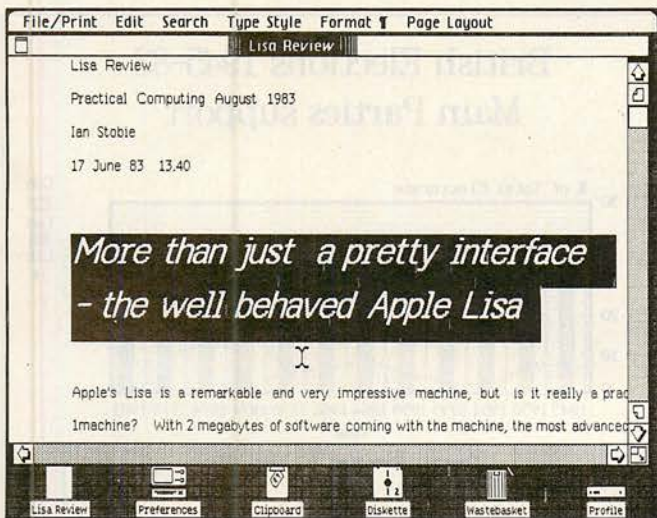 File/Print Edit Search Type Style Format ¶ Page Layout
Lisa Review
Lisa Review
Practical Computing August 1983
Ian Stobie
17 June 83 13.40
More than just a pretty interface
- the well behaved Apple Lisa
Apple's Lisa is a remarkable and very impressive machine, but is it really a prac
1machine? With 2 megabytes of software coming with the machine, the most advanced
Lisa Review Preferences Clipboard Diskette Wastebasket Profile